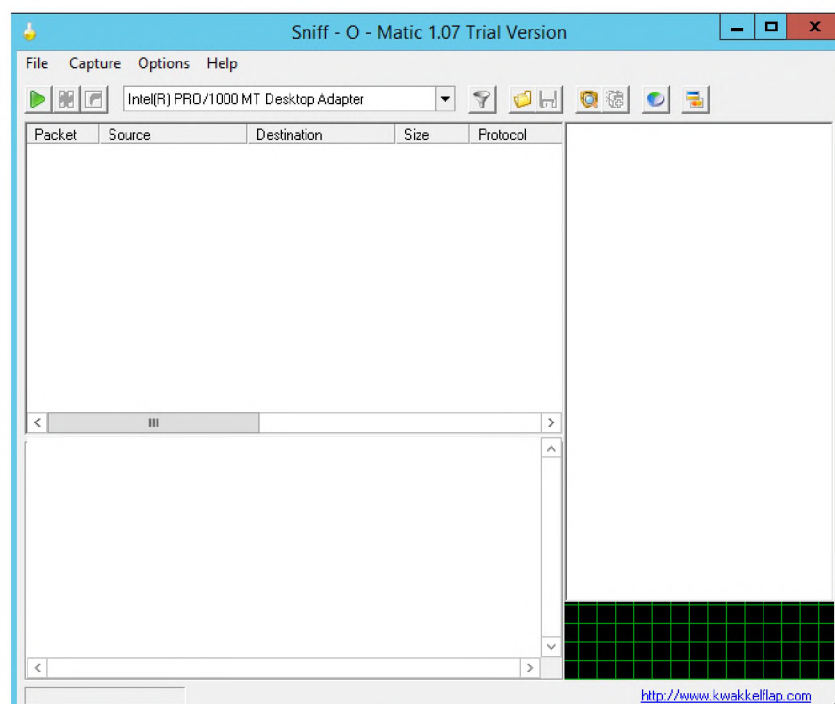 Sniff - O - Matic 1.07 Trial Version
File Capture Options Help
Intel(R) PRO/1000 MT Desktop Adapter
Packet Source Destination Size Protocol
http://www.kwakkelflap.com